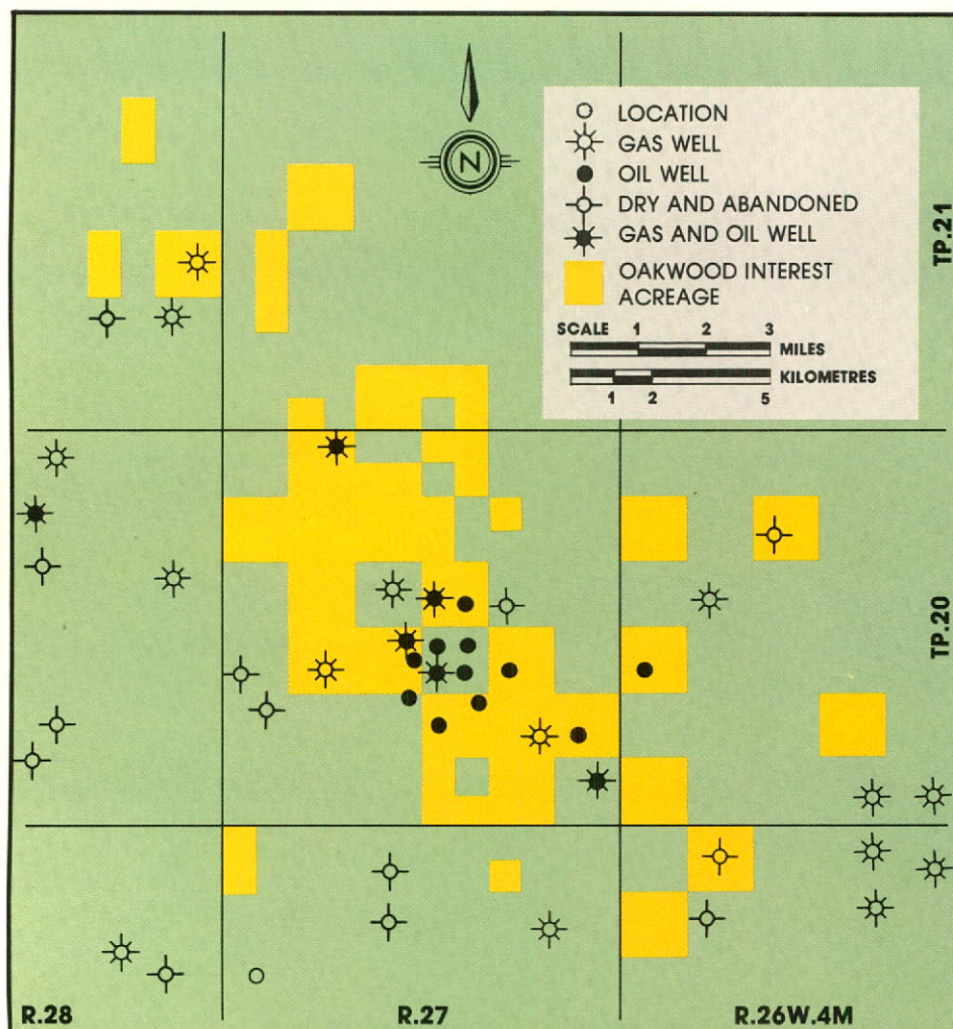 N
LOCATION
GAS WELL
OIL WELL
DRY AND ABANDONED
GAS AND OIL WELL
OAKWOOD INTEREST
ACREAGE
SCALE 1 2 3
MILES
KILOMETRES
1 2 5
TP.21
TP.20
R.28 R.27 R.26W.4M